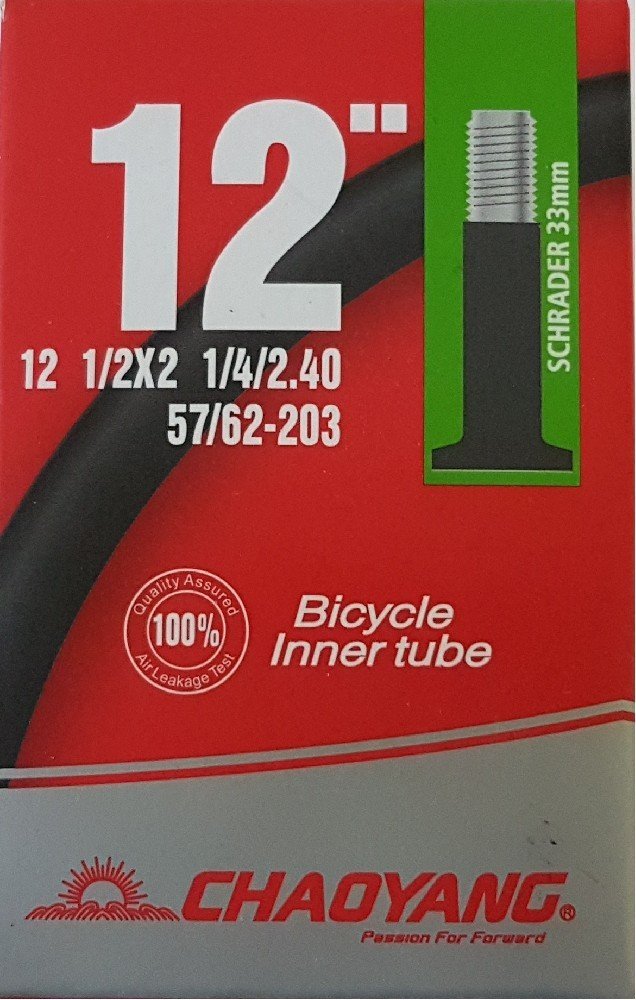 12"
12 1/2X2 1/4/2.40
57/62-203
SCHRADER 33mm
Quality Assured
100%
Air Leakage Test
Bicycle
Inner tube
CHAOYANG®
Passion For Forward